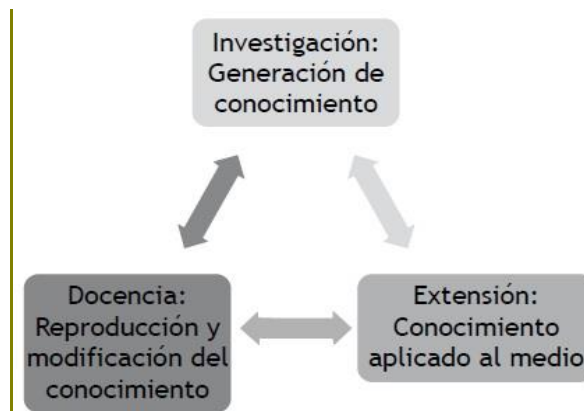 Investigación:
Generación de
conocimiento
Docencia:
Reproducción y
modificación del
conocimiento
Extensión:
Conocimiento
aplicado al medio